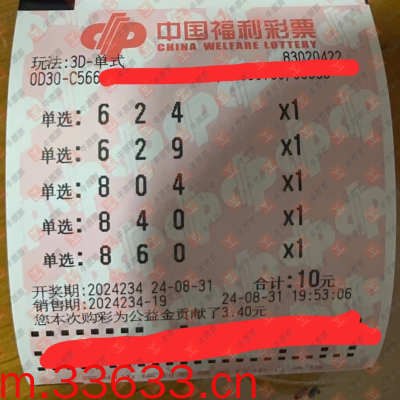 中国福利彩票
CHINA WELFARE LOTTERY
玩法:3D-单式 83020422
0D30-C566
单选: 6 2 4 x1
单选: 6 2 9 x1
单选: 8 0 4 x1
单选: 8 4 0 x1
单选: 8 6 0 x1
开奖期:2024234 24-08-31 合计:10元
销售期:2024234-19 24-08-31 19:53:06
您本次购彩为公益金贡献了3.40元
m.33633.cn